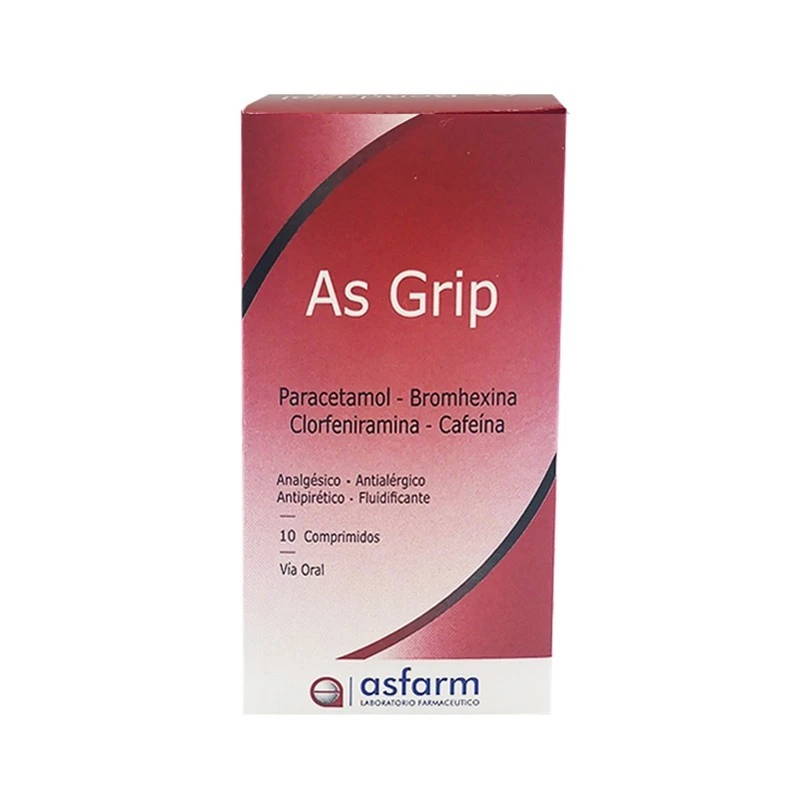 As Grip
Paracetamol - Bromhexina
Clorfeniramina - Cafeína
Analgésico - Antialérgico
Antipirético - Fluidificante
10 Comprimidos
Vía Oral
asfarm
LABORATORIO FARMACEUTICO